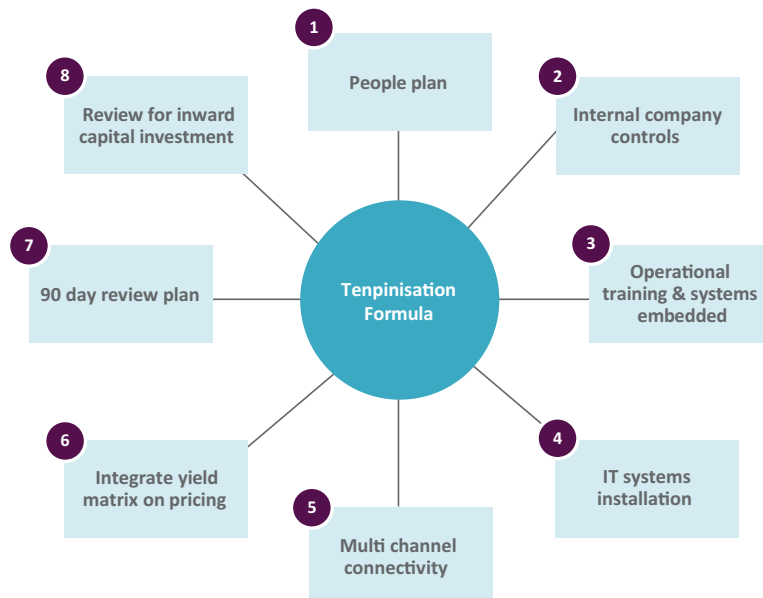 1
People plan
2
Internal company
controls
3
Operational
training & systems
embedded
4
IT systems
installation
5
Multi channel
connectivity
6
Integrate yield
matrix on pricing
7
90 day review plan
8
Review for inward
capital investment
Tenpinisation
Formula